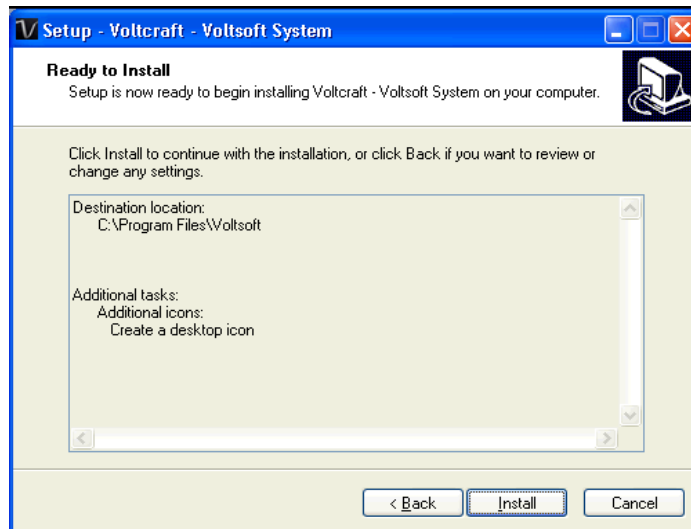 Setup - Voltcraft - Voltsoft System
Ready to Install
Setup is now ready to begin installing Voltcraft - Voltsoft System on your computer.
Click Install to continue with the installation, or click Back if you want to review or
change any settings.
Destination location:
C:\Program Files\Voltsoft
Additional tasks:
Additional icons:
Create a desktop icon
< Back
Install
Cancel